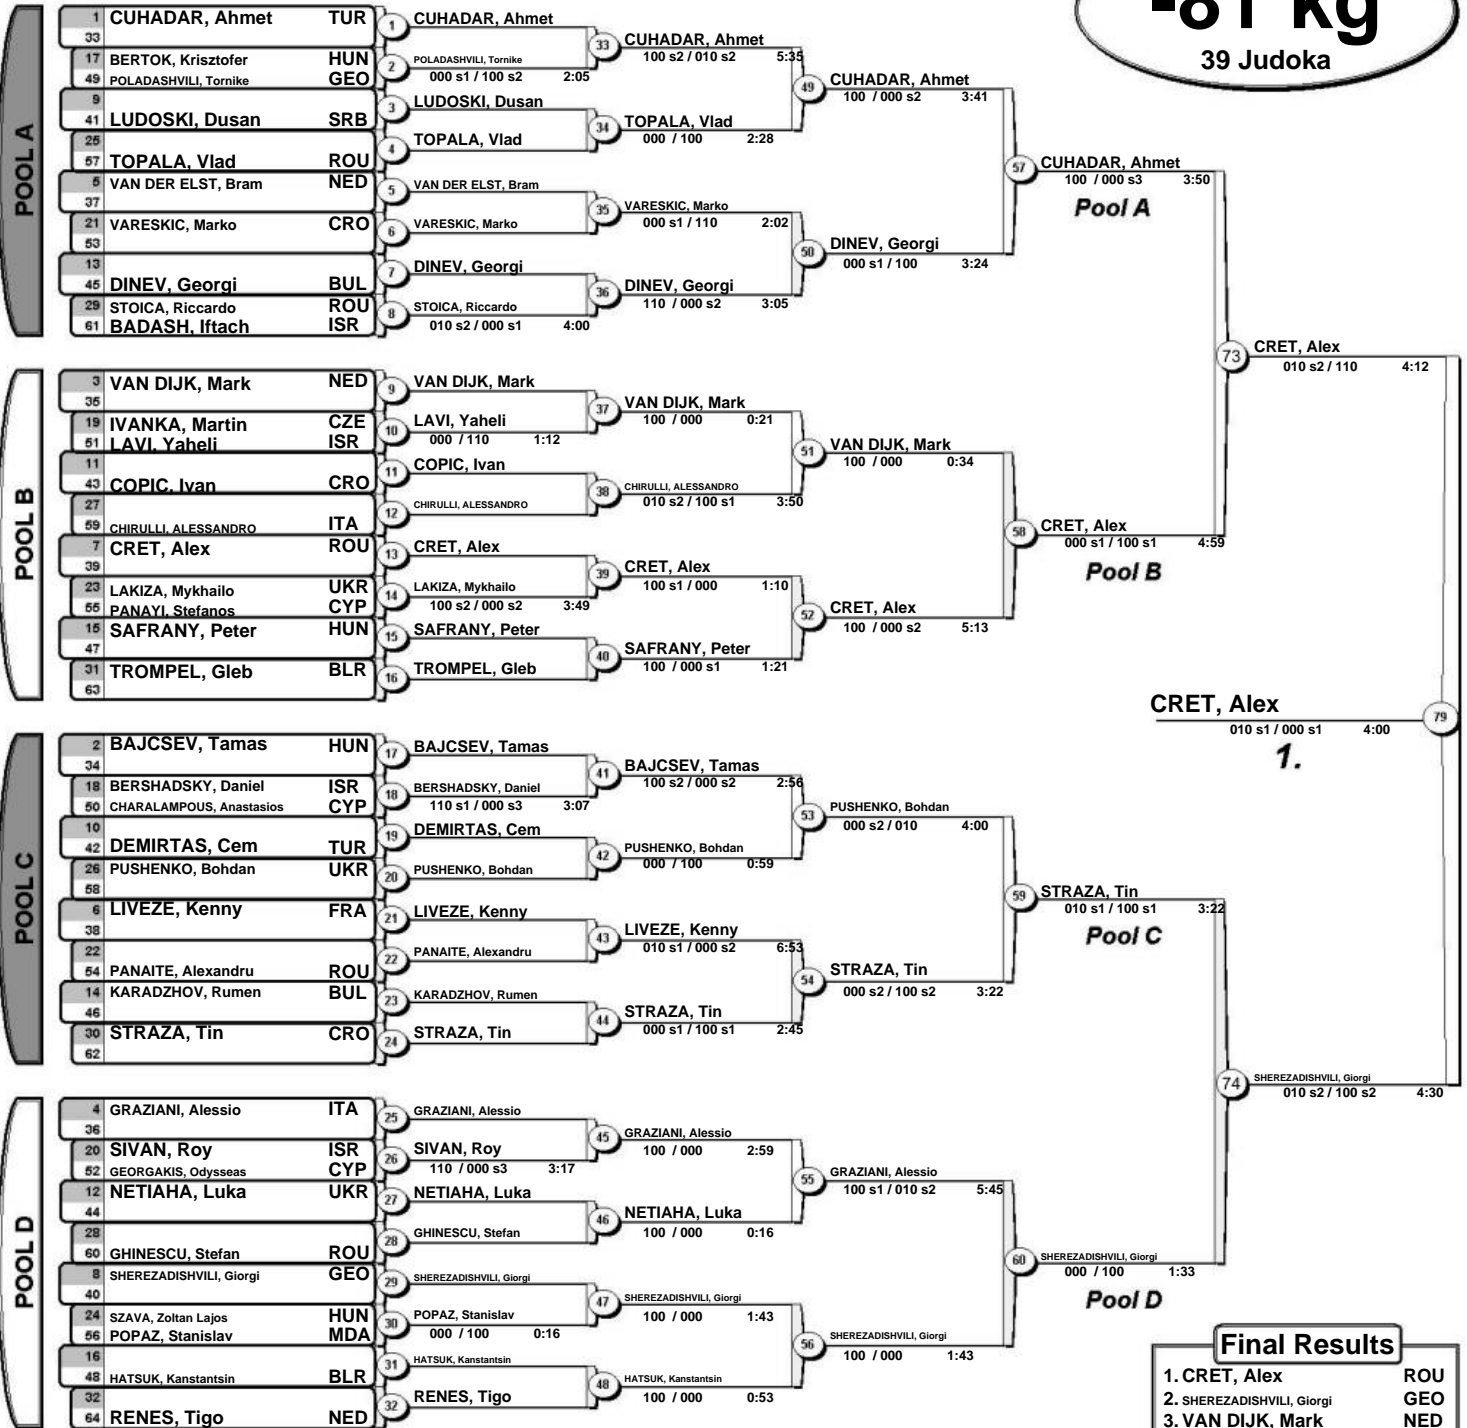 -81 kg
39 Judoka
POOL A
1 CUHADAR, Ahmet TUR
33
17 BERTOK, Krisztofer HUN
49 POLADASHVILI, Tornike GEO
9
41 LUDOSKI, Dusan SRB
25
57 TOPALA, Vlad ROU
5 VAN DER ELST, Bram NED
37
21 VARESKIC, Marko CRO
53
13
45 DINEV, Georgi BUL
29 STOICA, Riccardo ROU
61 BADASH, Iftach ISR
1 CUHADAR, Ahmet
2 POLADASHVILI, Tornike
000 s1 / 100 s2 2:05
3 LUDOSKI, Dusan
4 TOPALA, Vlad
5 VAN DER ELST, Bram
6 VARESKIC, Marko
7 DINEV, Georgi
8 STOICA, Riccardo
010 s2 / 000 s1 4:00
33 CUHADAR, Ahmet
100 s2 / 010 s2 5:35
34 TOPALA, Vlad
000 / 100 2:28
35 VARESKIC, Marko
000 s1 / 110 2:02
36 DINEV, Georgi
110 / 000 s2 3:05
49 CUHADAR, Ahmet
100 / 000 s2 3:41
50 DINEV, Georgi
000 s1 / 100 3:24
57 CUHADAR, Ahmet
100 / 000 s3 3:50
Pool A
POOL B
3 VAN DIJK, Mark NED
35
19 IVANKA, Martin CZE
51 LAVI, Yaheli ISR
11
43 COPIC, Ivan CRO
27
59 CHIRULLI, ALESSANDRO ITA
7 CRET, Alex ROU
39
23 LAKIZA, Mykhailo UKR
55 PANAYI, Stefanos CYP
15 SAFRANY, Peter HUN
47
31 TROMPEL, Gleb BLR
63
9 VAN DIJK, Mark
10 LAVI, Yaheli
000 / 110 1:12
11 COPIC, Ivan
12 CHIRULLI, ALESSANDRO
13 CRET, Alex
14 LAKIZA, Mykhailo
100 s2 / 000 s2 3:49
15 SAFRANY, Peter
16 TROMPEL, Gleb
37 VAN DIJK, Mark
100 / 000 0:21
38 CHIRULLI, ALESSANDRO
010 s2 / 100 s1 3:50
39 CRET, Alex
100 s1 / 000 1:10
40 SAFRANY, Peter
100 / 000 s1 1:21
51 VAN DIJK, Mark
100 / 000 0:34
52 CRET, Alex
100 / 000 s2 5:13
58 CRET, Alex
000 s1 / 100 s1 4:59
Pool B
73 CRET, Alex
010 s2 / 110 4:12
CRET, Alex 79
010 s1 / 000 s1 4:00
1.
POOL C
2 BAJCSEV, Tamas HUN
34
18 BERSHADSKY, Daniel ISR
50 CHARALAMPOUS, Anastasios CYP
10
42 DEMIRTAS, Cem TUR
26 PUSHENKO, Bohdan UKR
58
6 LIVEZE, Kenny FRA
38
22
54 PANAITE, Alexandru ROU
14 KARADZHOV, Rumen BUL
46
30 STRAZA, Tin CRO
62
17 BAJCSEV, Tamas
18 BERSHADSKY, Daniel
110 s1 / 000 s3 3:07
19 DEMIRTAS, Cem
20 PUSHENKO, Bohdan
21 LIVEZE, Kenny
22 PANAITE, Alexandru
23 KARADZHOV, Rumen
24 STRAZA, Tin
41 BAJCSEV, Tamas
100 s2 / 000 s2 2:56
42 PUSHENKO, Bohdan
000 / 100 0:59
43 LIVEZE, Kenny
010 s1 / 000 s2 6:53
44 STRAZA, Tin
000 s1 / 100 s1 2:45
53 PUSHENKO, Bohdan
000 s2 / 010 4:00
54 STRAZA, Tin
000 s2 / 100 s2 3:22
59 STRAZA, Tin
010 s1 / 100 s1 3:22
Pool C
POOL D
4 GRAZIANI, Alessio ITA
36
20 SIVAN, Roy ISR
52 GEORGAKIS, Odysseas CYP
12 NETIAHA, Luka UKR
44
28
60 GHINESCU, Stefan ROU
8 SHEREZADISHVILI, Giorgi GEO
40
24 SZAVA, Zoltan Lajos HUN
56 POPAZ, Stanislav MDA
16
48 HATSUK, Kanstantsin BLR
32
64 RENES, Tigo NED
25 GRAZIANI, Alessio
26 SIVAN, Roy
110 / 000 s3 3:17
27 NETIAHA, Luka
28 GHINESCU, Stefan
29 SHEREZADISHVILI, Giorgi
30 POPAZ, Stanislav
000 / 100 0:16
31 HATSUK, Kanstantsin
32 RENES, Tigo
45 GRAZIANI, Alessio
100 / 000 2:59
46 NETIAHA, Luka
100 / 000 0:16
47 SHEREZADISHVILI, Giorgi
100 / 000 1:43
48 HATSUK, Kanstantsin
100 / 000 0:53
55 GRAZIANI, Alessio
100 s1 / 010 s2 5:45
56 SHEREZADISHVILI, Giorgi
100 / 000 1:43
60 SHEREZADISHVILI, Giorgi
000 / 100 1:33
Pool D
74 SHEREZADISHVILI, Giorgi
010 s2 / 100 s2 4:30
Final Results
1. CRET, Alex ROU
2. SHEREZADISHVILI, Giorgi GEO
3. VAN DIJK, Mark NED